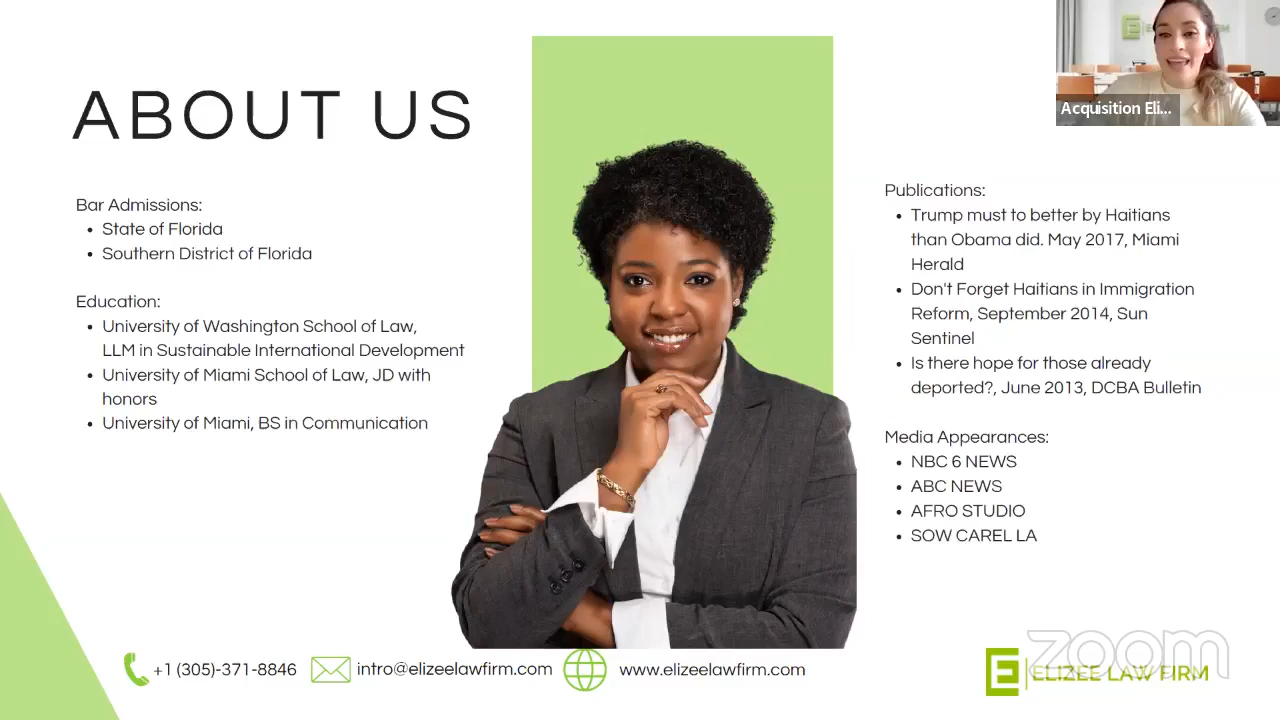 ABOUT US
Bar Admissions:
• State of Florida
• Southern District of Florida
Education:
• University of Washington School of Law,
LLM in Sustainable International Development
• University of Miami School of Law, JD with
honors
• University of Miami, BS in Communication
Publications:
• Trump must to better by Haitians
than Obama did. May 2017, Miami
Herald
• Don't Forget Haitians in Immigration
Reform, September 2014, Sun
Sentinel
• Is there hope for those already
deported?, June 2013, DCBA Bulletin
Media Appearances:
• NBC 6 NEWS
• ABC NEWS
• AFRO STUDIO
• SOW CAREL LA
Acquisition Eli...
+1 (305)-371-8846
intro@elizeelawfirm.com
www.elizeelawfirm.com
zoom
ELIZEE LAW FIRM